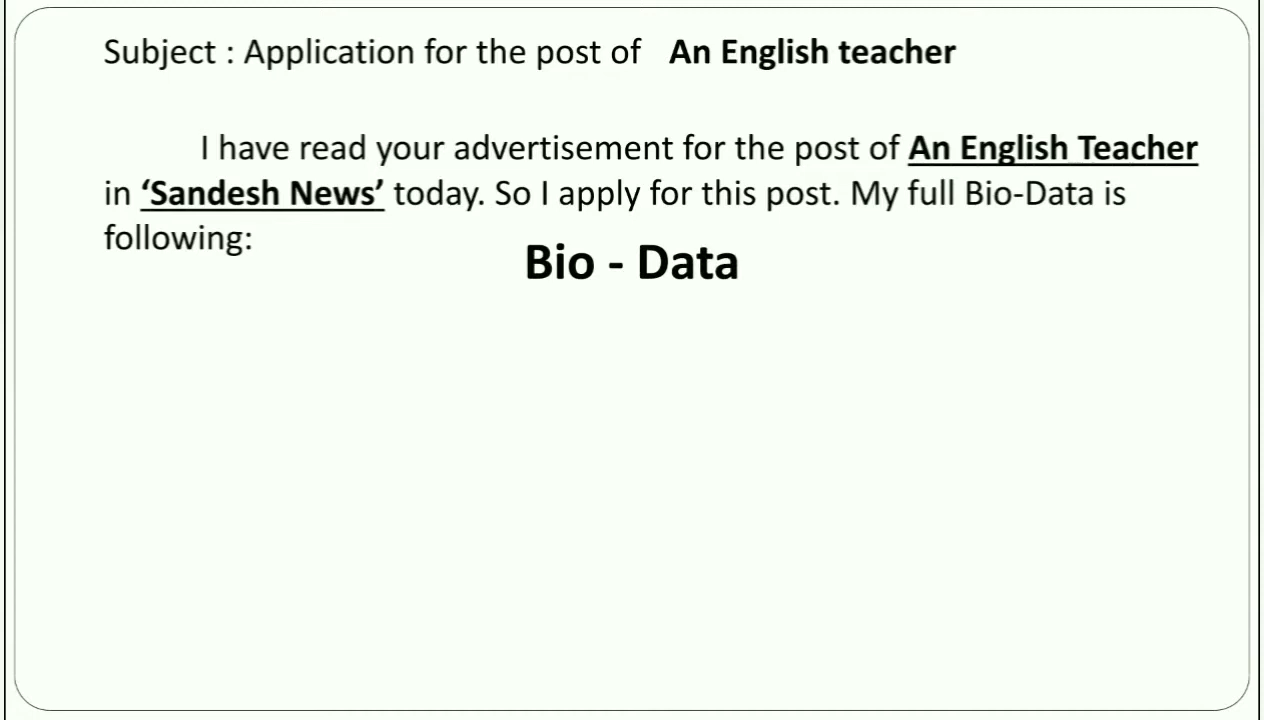 Subject : Application for the post of An English teacher
I have read your advertisement for the post of An English Teacher
in ‘Sandesh News’ today. So I apply for this post. My full Bio-Data is
following:
Bio - Data